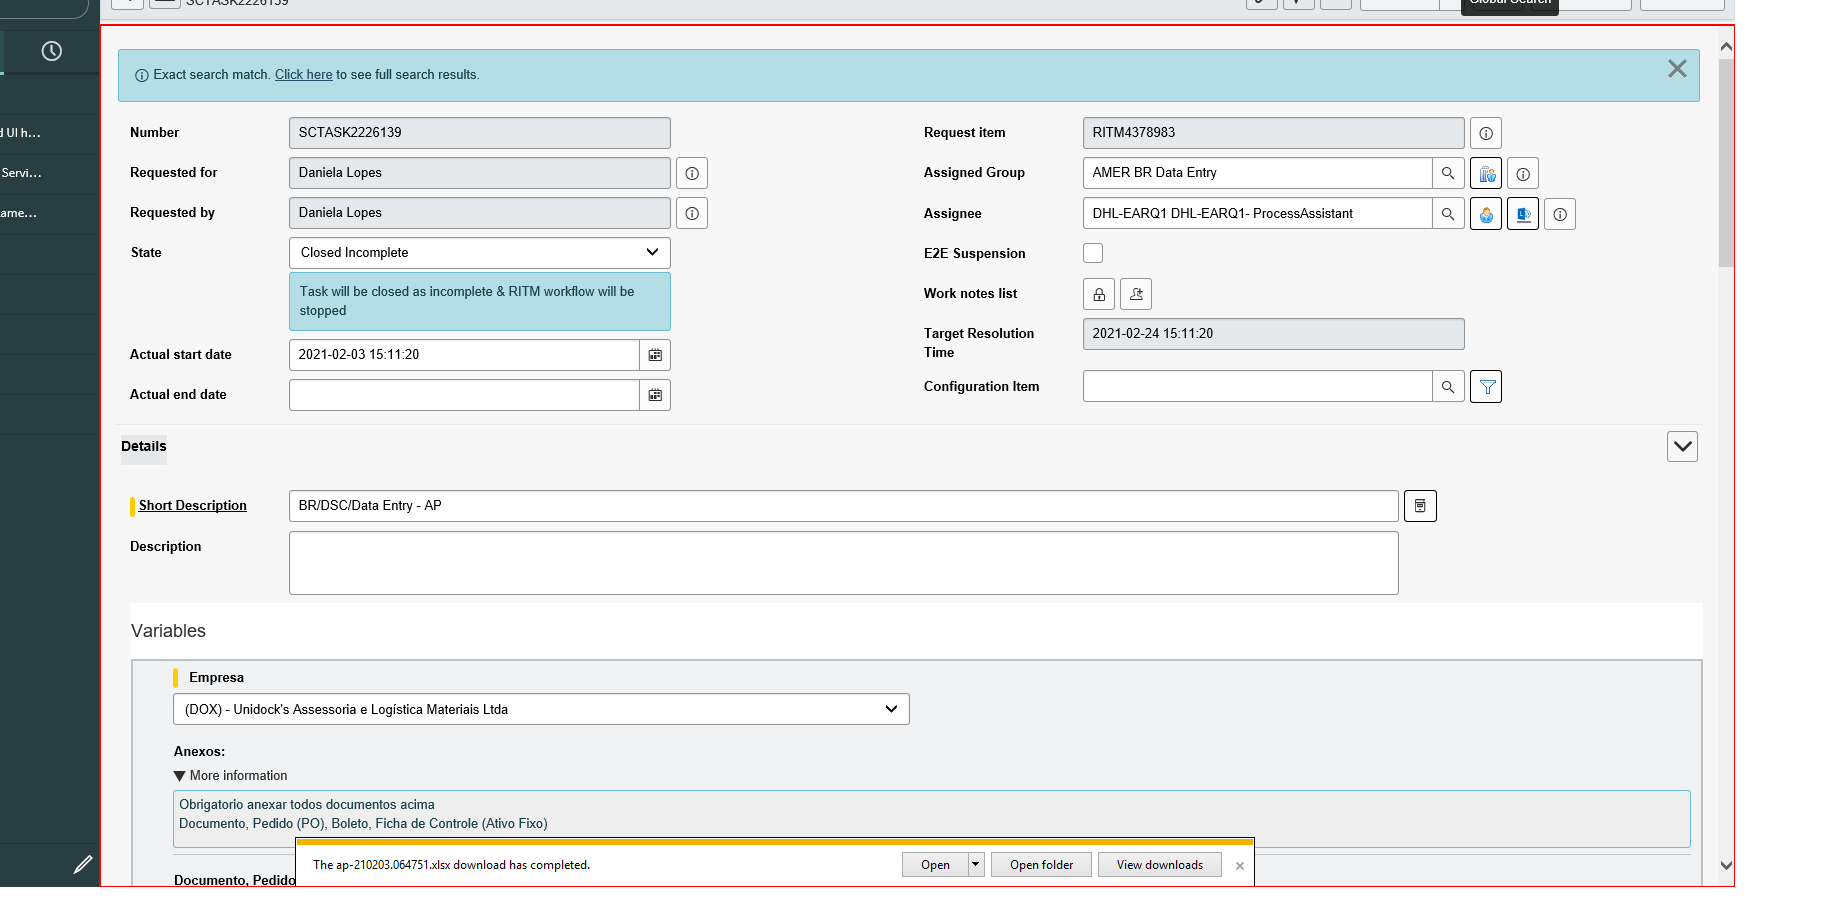 SCTASK2226139
Global Search
Exact search match. Click here to see full search results.
d UI h...
Servi...
ame...
Number
SCTASK2226139
Requested for
Daniela Lopes
Requested by
Daniela Lopes
State
Closed Incomplete
Task will be closed as incomplete & RITM workflow will be
stopped
Actual start date
2021-02-03 15:11:20
Actual end date
Request item
RITM4378983
Assigned Group
AMER BR Data Entry
Assignee
DHL-EARQ1 DHL-EARQ1- ProcessAssistant
E2E Suspension
Work notes list
Target Resolution
Time
2021-02-24 15:11:20
Configuration Item
Details
Short Description
BR/DSC/Data Entry - AP
Description
Variables
Empresa
(DOX) - Unidock's Assessoria e Logística Materiais Ltda
Anexos:
More information
Obrigatorio anexar todos documentos acima
Documento, Pedido (PO), Boleto, Ficha de Controle (Ativo Fixo)
The ap-210203.064751.xlsx download has completed.
Open
Open folder
View downloads
Documento, Pedido